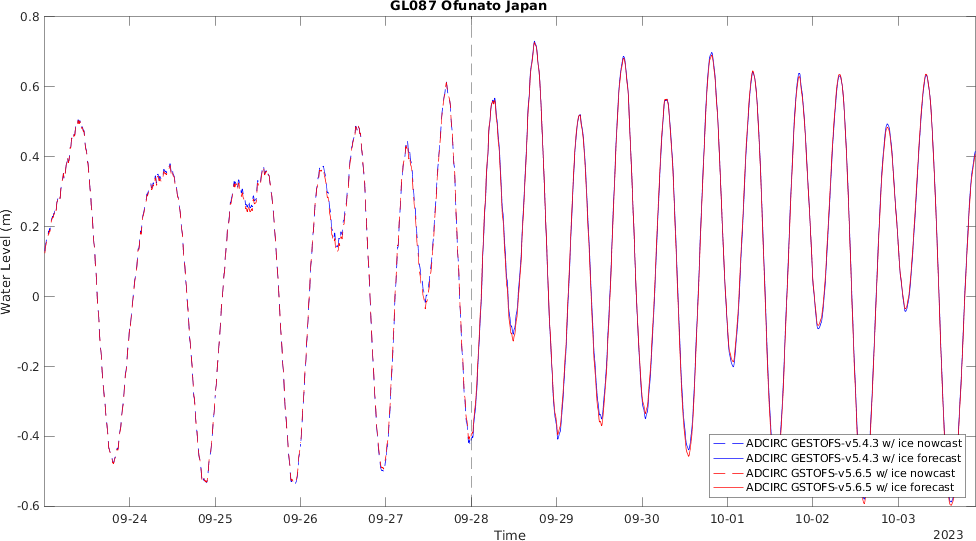 GL087 Ofunato Japan
0.8
0.6
0.4
0.2
0
-0.2
-0.4
-0.6
Water Level (m)
ADCIRC GESTOFS-v5.4.3 w/ ice nowcast
ADCIRC GESTOFS-v5.4.3 w/ ice forecast
ADCIRC GSTOFS-v5.6.5 w/ ice nowcast
ADCIRC GSTOFS-v5.6.5 w/ ice forecast
09-24 09-25 09-26 09-27 09-28 09-29 09-30 10-01 10-02 10-03
Time
2023